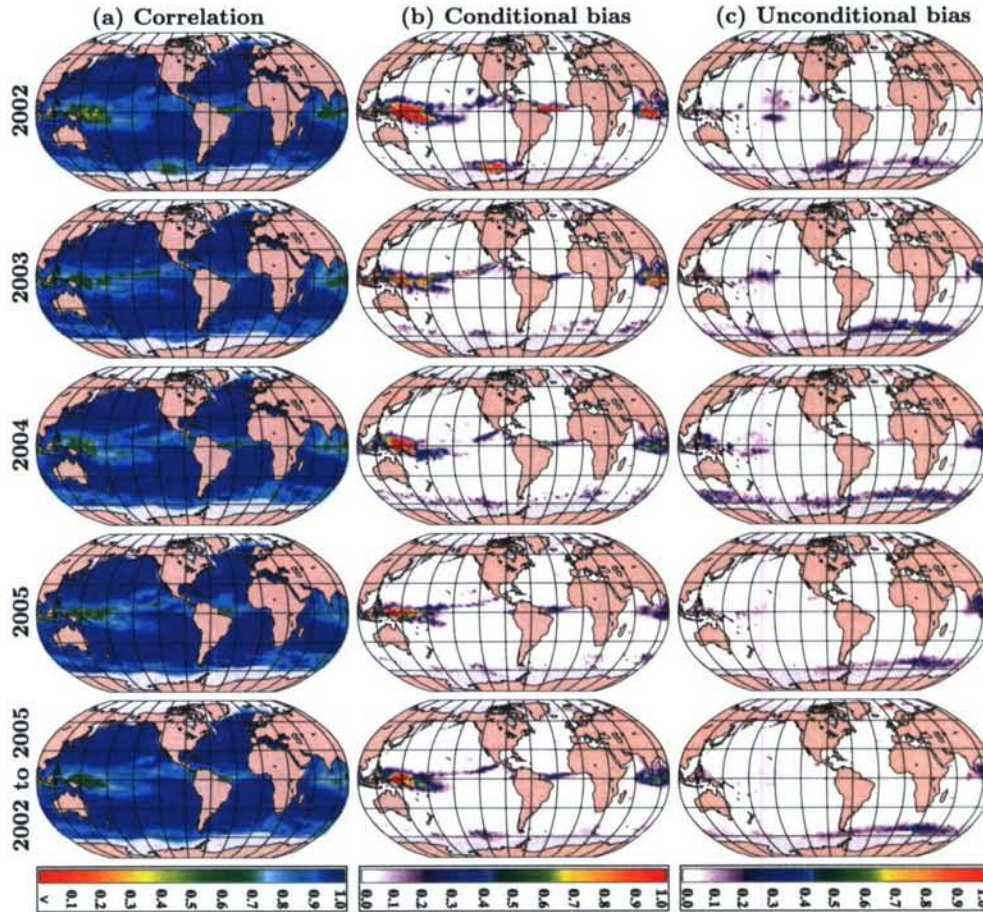 (a) Correlation
(b) Conditional bias
(c) Unconditional bias
2002
2003
2004
2005
2002 to 2005
v 0.1 0.2 0.3 0.4 0.5 0.6 0.7 0.8 0.9 1.0
0.0 0.1 0.2 0.3 0.4 0.5 0.6 0.7 0.8 0.9 1.0
0.0 0.1 0.2 0.3 0.4 0.5 0.6 0.7 0.8 0.9 1.0